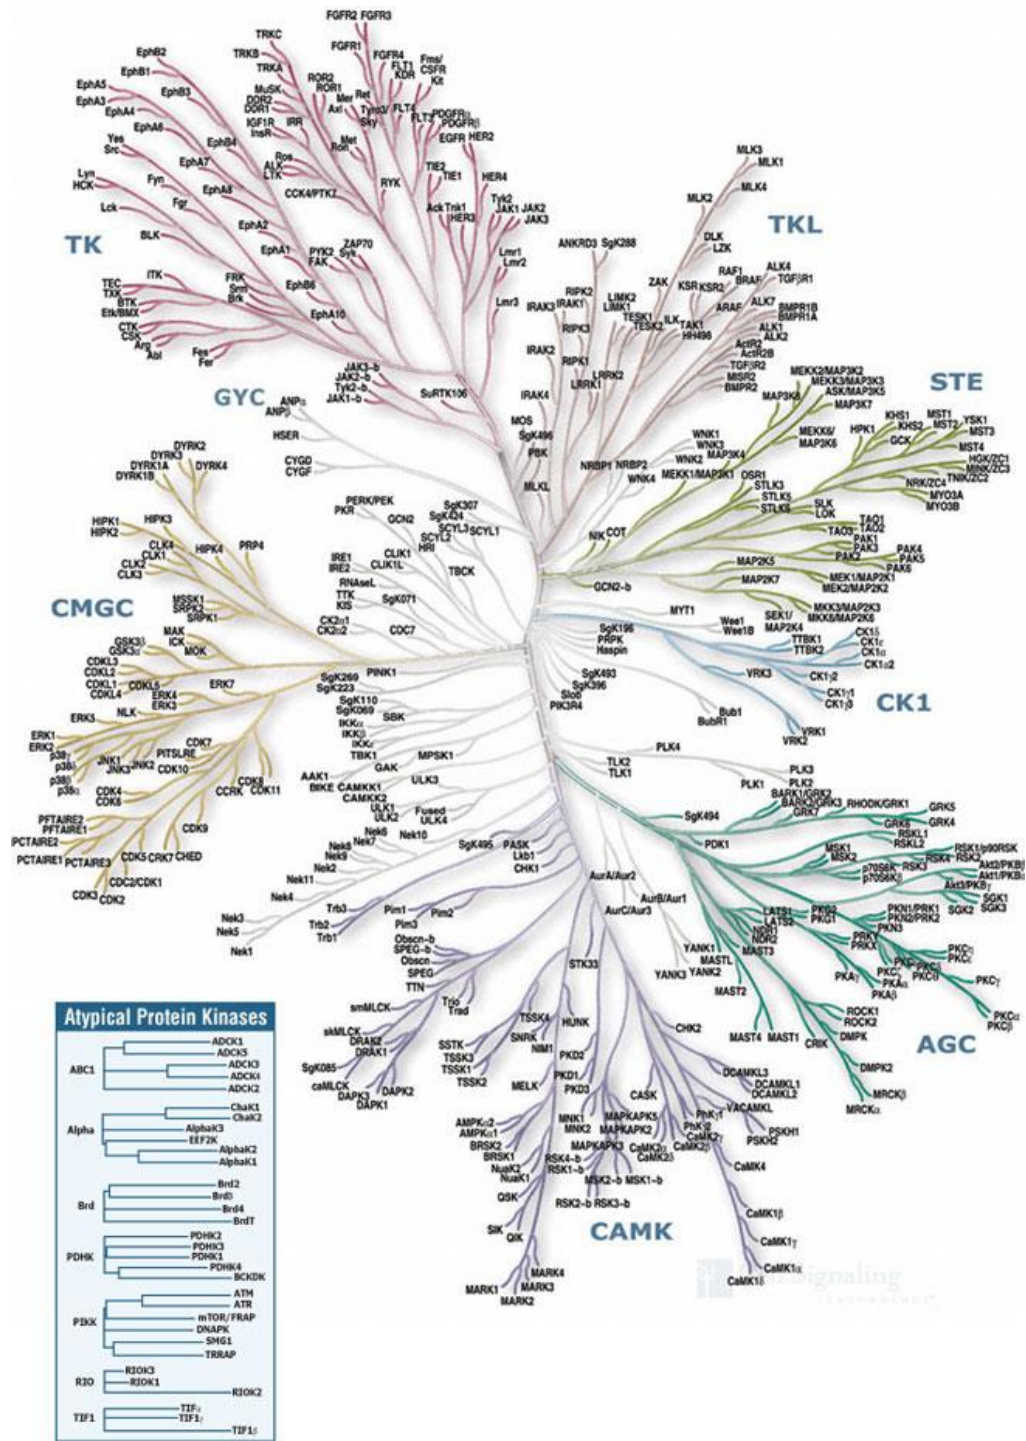 FGFR2 FGFR3
TRKC
FGFR1
TRKB
FGFR4
TRKA
FLT1
KDR
Fms/
CSFR
Kit
EphB2
EphB1
EphA5
EphA3
EphB3
MuSK
ROR2
ROR1
Ret
Mer
Axl
Tyro3/
Sky
FLT4
FLT3
PDGFRα
PDGFRβ
DDR2
DDR1
EphA4
EphA6
IGF1R
IRR
InsR
EGFR
HER2
Yes
Src
EphB4
Met
Ron
MLK3
MLK1
EphA7
Ros
ALK
LTK
TIE2
TIE1
RYK
HER4
Lyn
HCK
Fyn
EphA8
CCK4/PTK7
MLK2
MLK4
Lck
Fgr
Ack
Tnk1
HER3
Tyk2
JAK1
JAK2
JAK3
TKL
EphA2
BLK
TK
DLK
LZK
ANKRD3
SgK288
EphA1
PYK2
FAK
ZAP70
Syk
Lmr1
Lmr2
ITK
TEC
TXK
BTK
Etk/BMX
FRK
Srm
Brk
EphB6
EphA10
Lmr3
CTK
CSK
Arg
Abl
Fes
Fer
ZAK
RAF1
KSR
KSR2
BRAF
ARAF
ALK4
TGFβR1
RIPK2
IRAK3
IRAK1
LIMK2
LIMK1
TESK1
TESK2
ILK
TAK1
HH498
ALK7
BMPR1B
BMPR1A
ALK1
ALK2
ActR2
ActR2B
TGFβR2
MISR2
BMPR2
RIPK3
IRAK2
RIPK1
LRRK2
LRRK1
IRAK4
JAK3~b
JAK2~b
Tyk2~b
JAK1~b
SuRTK106
GYC
ANPα
ANPβ
HSER
CYGD
CYGF
MOS
SgK496
PBK
MLKL
NRBP1
NRBP2
WNK1
WNK3
WNK2
WNK4
MEKK2/MAP3K2
MEKK3/MAP3K3
ASK/MAP3K5
MAP3K8
MAP3K7
MEKK6/
MAP3K6
MAP3K4
MEKK1/MAP3K1
STE
KHS1
KHS2
HPK1
GCK
MST1
MST2
YSK1
MST3
MST4
HGK/ZC1
MINK/ZC3
TNIK/ZC2
NRK/ZC4
MYO3A
MYO3B
OSR1
STLK3
STLK5
STLK6
SLK
LOK
TAO1
TAO2
TAO3
PAK1
PAK3
PAK2
PAK4
PAK5
PAK6
NIK
COT
MAP2K5
MAP2K7
MEK1/MAP2K1
MEK2/MAP2K2
GCN2~b
MKK3/MAP2K3
MKK6/MAP2K6
SEK1/
MAP2K4
DYRK2
DYRK3
DYRK1A
DYRK1B
DYRK4
HIPK1
HIPK2
HIPK3
HIPK4
PRP4
CLK4
CLK1
CLK2
CLK3
PERK/PEK
PKR
GCN2
SgK307
SgK424
SCYL3
SCYL2
SCYL1
HRI
TBCK
IRE1
IRE2
CLIK1
CLIK1L
RNAseL
TTK
KIS
SgK071
CK2α1
CK2α2
CDC7
CMGC
MSSK1
SRPK2
SRPK1
MAK
ICK
MOK
GSK3β
GSK3α
CDKL3
CDKL2
CDKL1
CDKL5
CDKL4
ERK7
ERK4
ERK3
NLK
ERK5
ERK1
ERK2
p38γ
p38δ
p38β
p38α
JNK1
JNK3
JNK2
CDK7
PITSLRE
CDK10
CDK4
CDK6
CCRK
CDK8
CDK11
PFTAIRE2
PFTAIRE1
PCTAIRE2
PCTAIRE1
PCTAIRE3
CDK9
CHED
CRK7
CDK5
CDC2/CDK1
CDK3
CDK2
MYT1
Wee1
Wee1B
SgK196
PRPK
Haspin
TTBK1
TTBK2
CK1δ
CK1ε
CK1α
CK1α2
VRK3
CK1γ2
CK1γ1
CK1γ3
CK1
VRK1
VRK2
PINK1
SgK269
SgK223
SgK493
SgK396
Slob
PIK3R4
Bub1
BubR1
SgK110
SgK069
SBK
IKKα
IKKβ
IKKε
TBK1
MPSK1
GAK
AAK1
BIKE
CAMKK1
CAMKK2
ULK3
ULK1
ULK2
Fused
ULK4
TLK2
TLK1
PLK4
PLK3
PLK1
PLK2
Nek6
Nek7
Nek10
Nek8
Nek9
Nek2
Nek11
Nek4
Nek3
Nek5
Nek1
SgK495
PASK
Lkb1
CHK1
AurA/Aur2
AurB/Aur1
AurC/Aur3
SgK494
PDK1
BARK1/GRK2
BARK2/GRK3
RHODK/GRK1
GRK5
GRK7
GRK6
GRK4
RSKL1
RSKL2
MSK1
MSK2
RSK1/p90RSK
RSK4
RSK2
RSK3
p70S6K
p70S6Kβ
Akt2/PKBβ
Akt1/PKBα
Akt3/PKBγ
SGK1
SGK2
SGK3
LATS1
LATS2
NDR1
NDR2
PKG2
PKG1
PKN1/PRK1
PKN2/PRK2
PKN3
PRKY
PRKX
PKCη
PKCε
PKCδ
PKCθ
PKCγ
PKAγ
PKAα
PKAβ
PKCα
PKCβ
MAST3
MASTL
MAST2
MAST4
MAST1
YANK1
YANK2
YANK3
ROCK1
ROCK2
DMPK
CRIK
DMPK2
MRCKβ
MRCKα
AGC
Trb3
Trb2
Trb1
Pim1
Pim2
Pim3
Obscn~b
SPEG~b
Obscn
SPEG
TTN
STK33
smMLCK
Trio
Trad
skMLCK
DRAK2
DRAK1
SgK085
caMLCK
DAPK2
DAPK3
DAPK1
TSSK4
SSTK
TSSK3
TSSK1
TSSK2
SNRK
NIM1
HUNK
MELK
PKD2
PKD1
PKD3
CHK2
DCAMKL3
DCAMKL1
DCAMKL2
CASK
VACAMKL
PhKγ1
PhKγ2
PSKH1
PSKH2
AMPKα2
AMPKα1
BRSK2
BRSK1
NuaK2
NuaK1
MNK1
MNK2
MAPKAPK5
MAPKAPK2
MAPKAPK3
CaMK2γ
CaMK2α
CaMK2β
CaMK2δ
CaMK4
RSK4~b
RSK1~b
MSK2~b
MSK1~b
RSK2~b
RSK3~b
QSK
SIK
QIK
CAMK
CaMK1β
CaMK1γ
CaMK1α
CaMK1δ
MARK4
MARK1
MARK3
MARK2
Signaling
Atypical Protein Kinases
ABC1
ADCK1
ADCK5
ADCK3
ADCK4
ADCK2
Alpha
ChaK1
ChaK2
AlphaK3
EEF2K
AlphaK2
AlphaK1
Brd
Brd2
Brd3
Brd4
BrdT
PDHK
PDHK2
PDHK3
PDHK1
PDHK4
BCKDK
PIKK
ATM
ATR
mTOR/FRAP
DNAPK
SMG1
TRRAP
RIO
RIOK3
RIOK1
RIOK2
TIF1
TIFα
TIF1γ
TIF1β